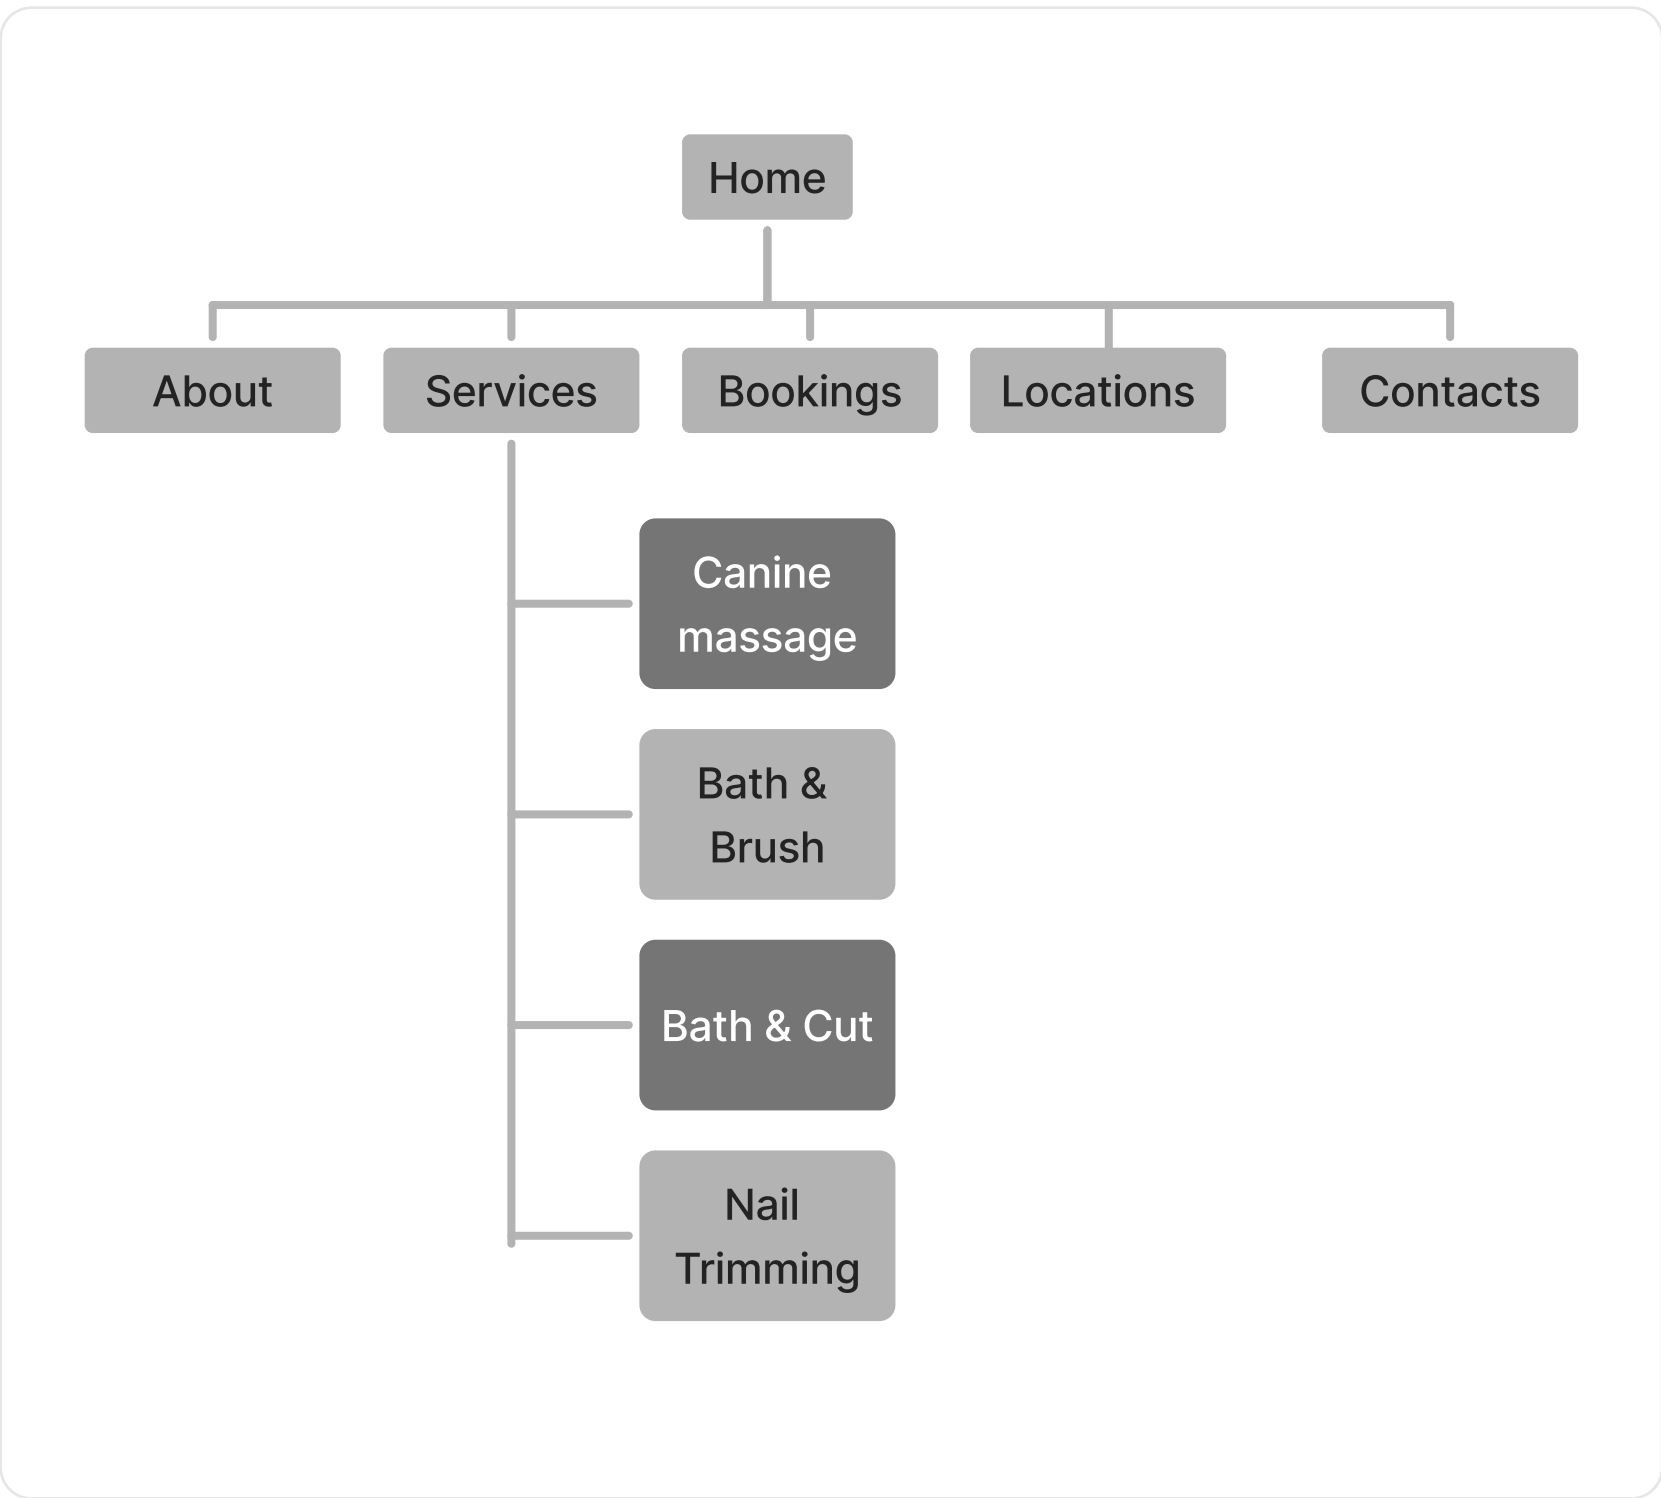 Home
About
Services
Bookings
Locations
Contacts
Canine
massage
Bath &
Brush
Bath & Cut
Nail
Trimming